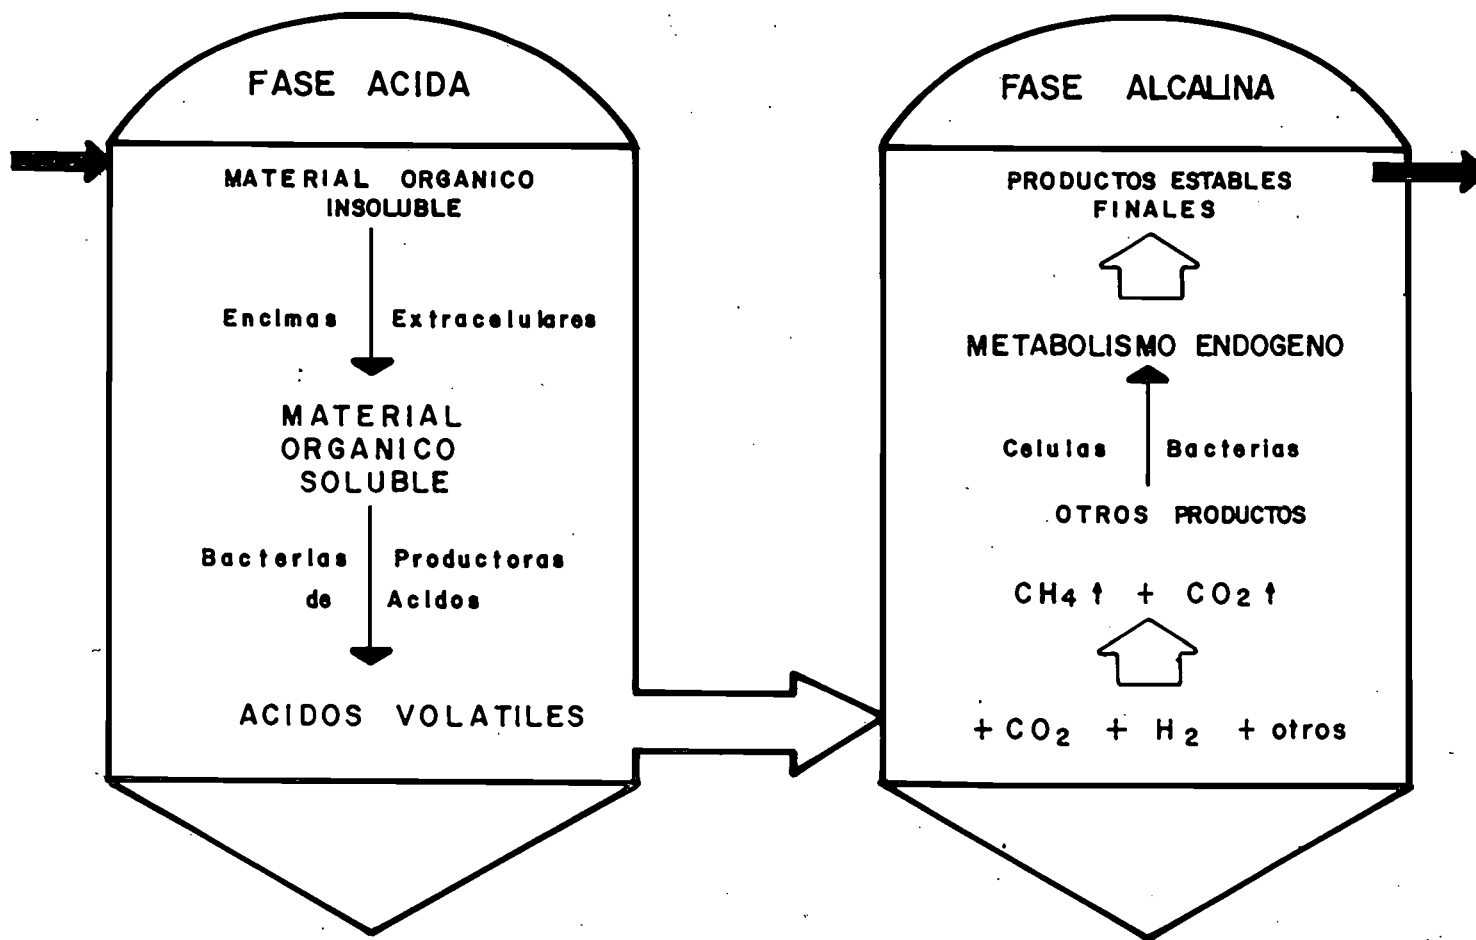 FASE ACIDA
MATERIAL ORGANICO
INSOLUBLE
Encimas Extracelulares
MATERIAL
ORGANICO
SOLUBLE
Bacterias Productoras
de Acidos
ACIDOS VOLATILES
FASE ALCALINA
PRODUCTOS ESTABLES
FINALES
METABOLISMO ENDOGENO
Celulas Bacterias
OTROS PRODUCTOS
CH4 ↑ + CO2 ↑
+ CO2 + H2 + otros